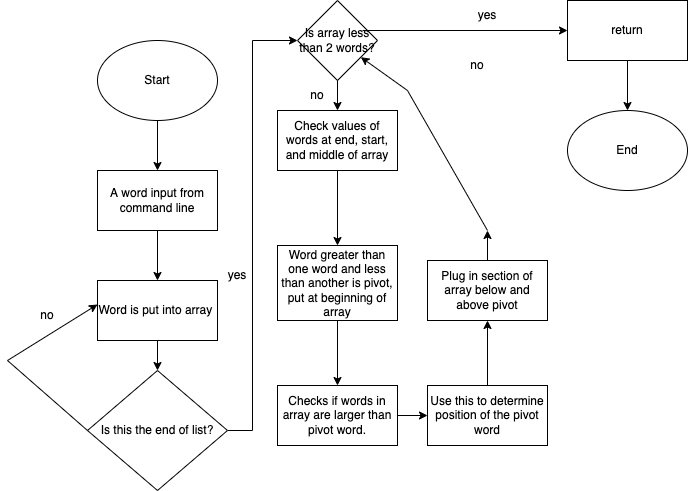 Start
A word input from
command line
Word is put into array
no
Is this the end of list?
yes
Is array less
than 2 words?
yes
return
End
no
no
Check values of
words at end, start,
and middle of array
Word greater than
one word and less
than another is pivot,
put at beginning of
array
Checks if words in
array are larger than
pivot word.
Use this to determine
position of the pivot
word
Plug in section of
array below and
above pivot